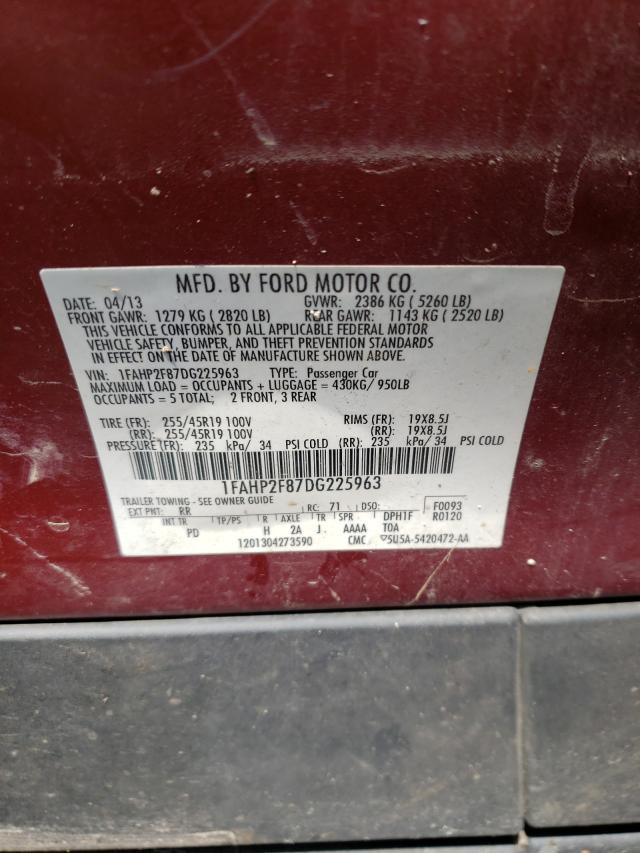 MFD. BY FORD MOTOR CO.
DATE: 04/13 GVWR: 2386 KG ( 5260 LB)
FRONT GAWR: 1279 KG ( 2820 LB) REAR GAWR: 1143 KG ( 2520 LB)
THIS VEHICLE CONFORMS TO ALL APPLICABLE FEDERAL MOTOR
VEHICLE SAFETY, BUMPER, AND THEFT PREVENTION STANDARDS
IN EFFECT ON THE DATE OF MANUFACTURE SHOWN ABOVE.
VIN: 1FAHP2F87DG225963 TYPE: Passenger Car
MAXIMUM LOAD = OCCUPANTS + LUGGAGE = 430KG/ 950LB
OCCUPANTS = 5 TOTAL; 2 FRONT, 3 REAR
TIRE (FR): 255/45R19 100V RIMS (FR): 19X8.5J
(RR): 255/45R19 100V (RR): 19X8.5J
PRESSURE (FR): 235 kPa/ 34 PSI COLD (RR): 235 kPa/ 34 PSI COLD
1FAHP2F87DG225963
TRAILER TOWING - SEE OWNER GUIDE
EXT PNT: RR RC: 71 DSO: F0093
INT TR TP/PS R AXLE TR SPR DPH1F R0120
PD H 2A J. AAAA T0A
1201304273590 CMC 5U5A-5420472-AA